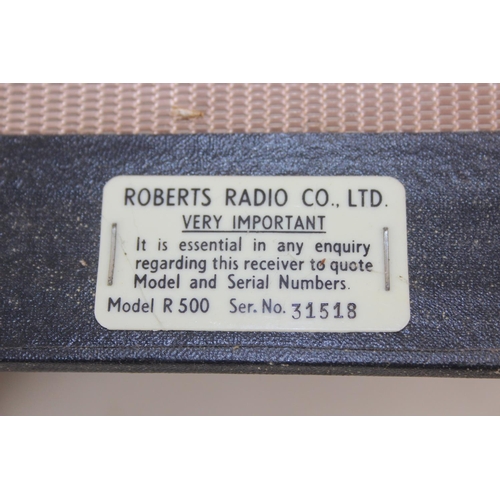 ROBERTS RADIO CO., LTD.
VERY IMPORTANT
It is essential in any enquiry
regarding this receiver to quote
Model and Serial Numbers.
Model R 500 Ser. No. 31518